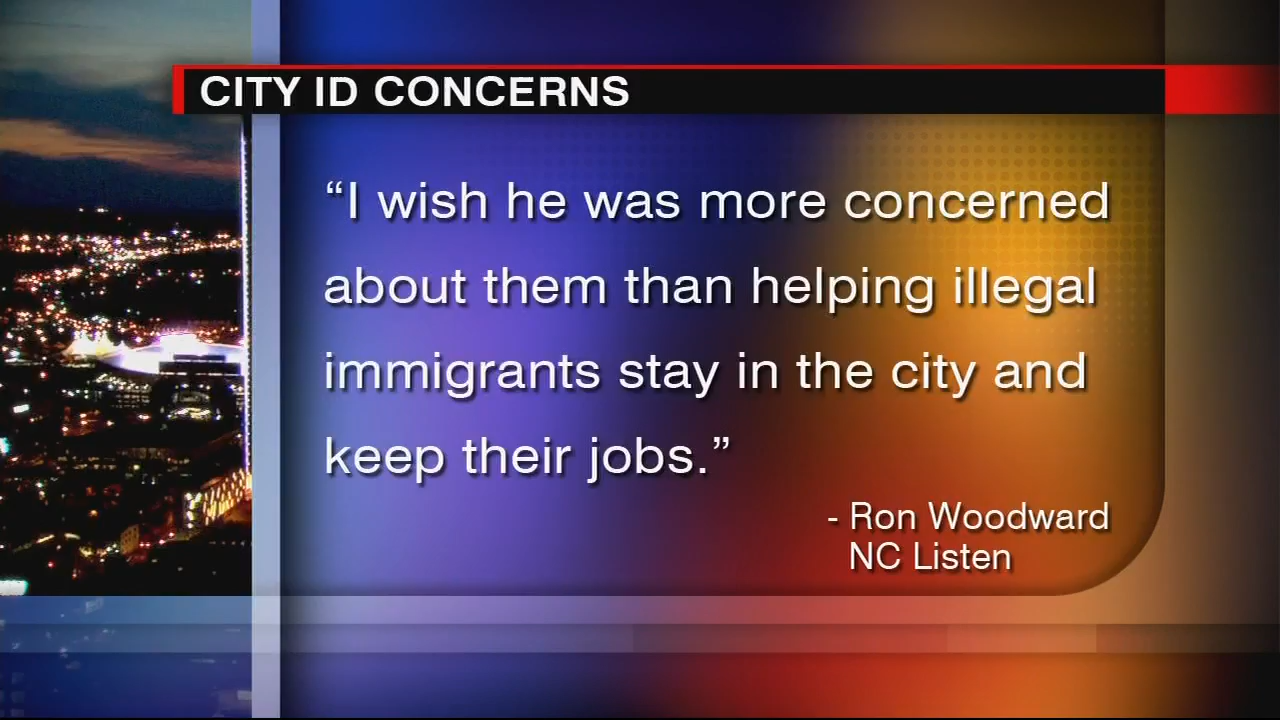 CITY ID CONCERNS
“I wish he was more concerned
about them than helping illegal
immigrants stay in the city and
keep their jobs.”
- Ron Woodward
NC Listen